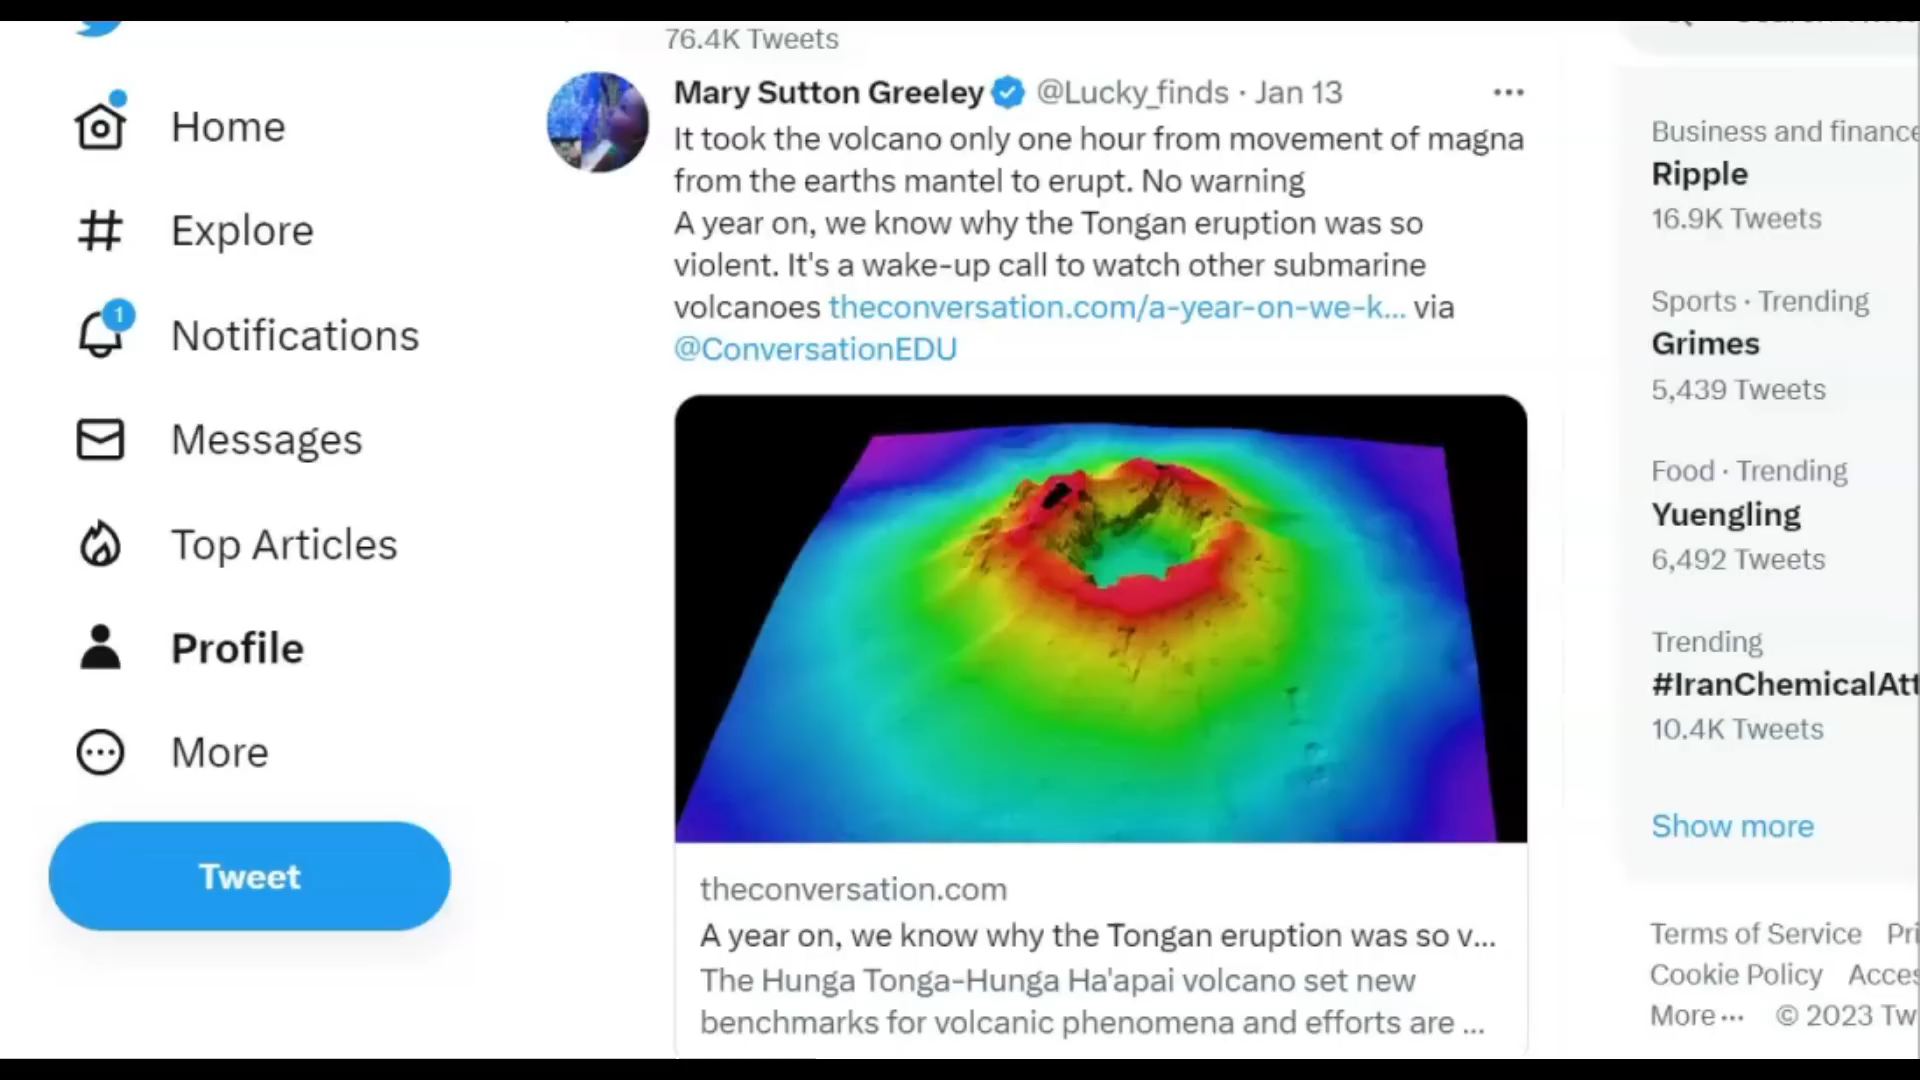 76.4K Tweets
Home
Explore
1
Notifications
Messages
Top Articles
Profile
More
Tweet
Mary Sutton Greeley @Lucky_finds · Jan 13
It took the volcano only one hour from movement of magna
from the earths mantel to erupt. No warning
A year on, we know why the Tongan eruption was so
violent. It's a wake-up call to watch other submarine
volcanoes theconversation.com/a-year-on-we-k... via
@ConversationEDU
theconversation.com
A year on, we know why the Tongan eruption was so v...
The Hunga Tonga-Hunga Ha'apai volcano set new
benchmarks for volcanic phenomena and efforts are ...
Business and finance
Ripple
16.9K Tweets
Sports · Trending
Grimes
5,439 Tweets
Food · Trending
Yuengling
6,492 Tweets
Trending
#IranChemicalAtt
10.4K Tweets
Show more
Terms of Service Pri
Cookie Policy Acces
More ··· © 2023 Tw